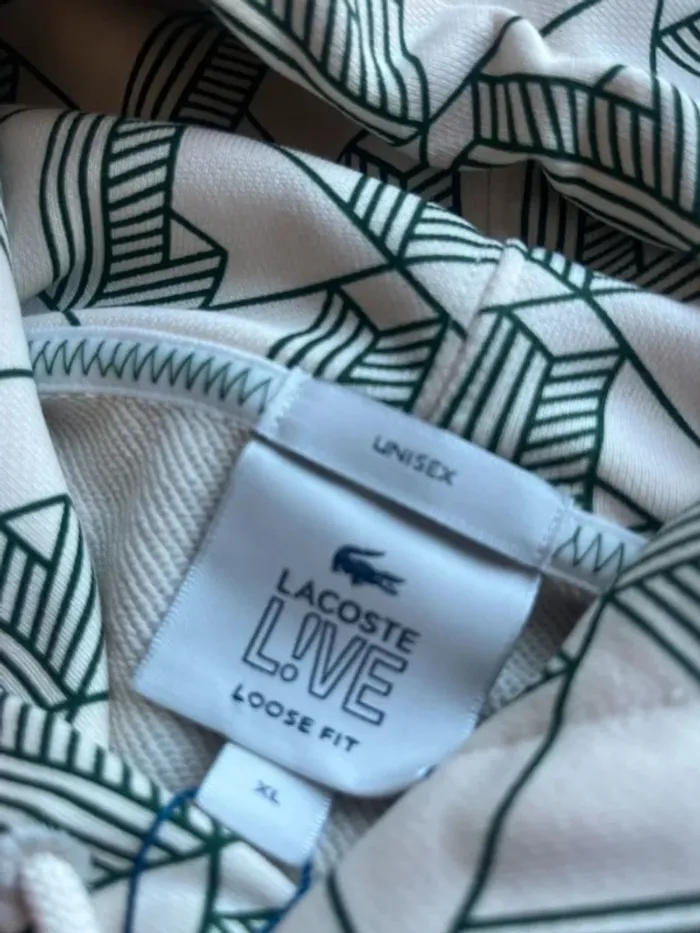 UNISEX
LACOSTE
L!VE
LOOSE FIT
XL